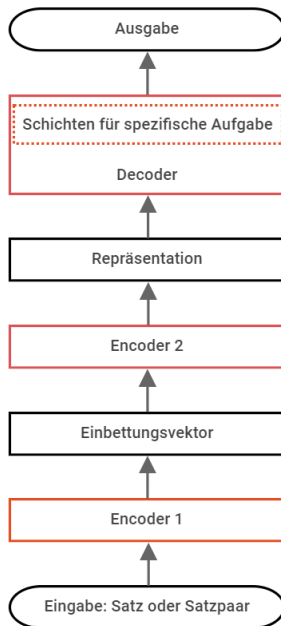 Ausgabe
Schichten für spezifische Aufgabe
Decoder
Repräsentation
Encoder 2
Einbettungsvektor
Encoder 1
Eingabe: Satz oder Satzpaar